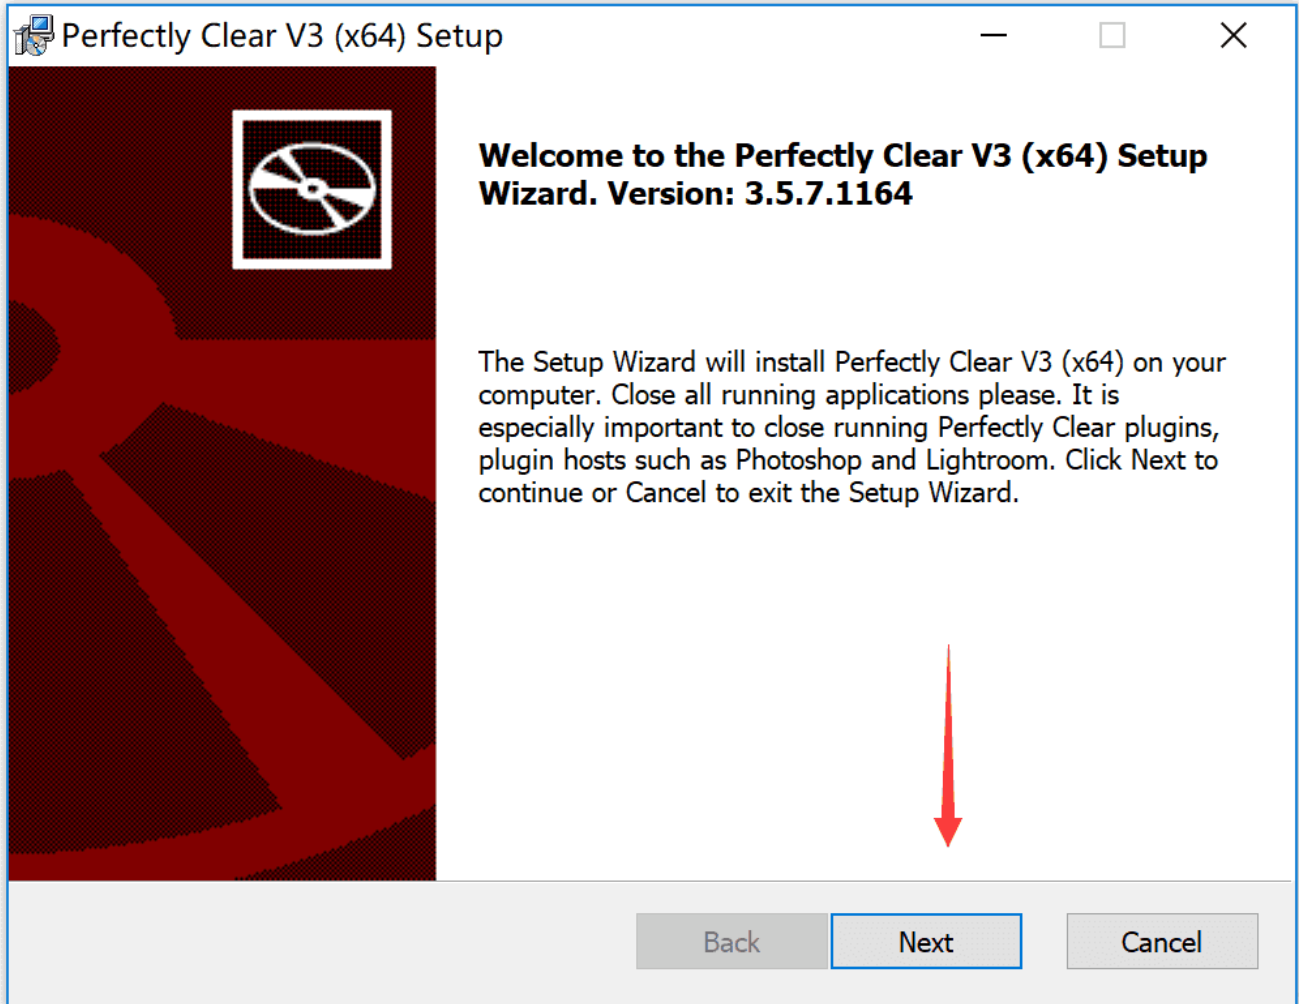 Perfectly Clear V3 (x64) Setup
Welcome to the Perfectly Clear V3 (x64) Setup
Wizard. Version: 3.5.7.1164
The Setup Wizard will install Perfectly Clear V3 (x64) on your
computer. Close all running applications please. It is
especially important to close running Perfectly Clear plugins,
plugin hosts such as Photoshop and Lightroom. Click Next to
continue or Cancel to exit the Setup Wizard.
Back
Next
Cancel